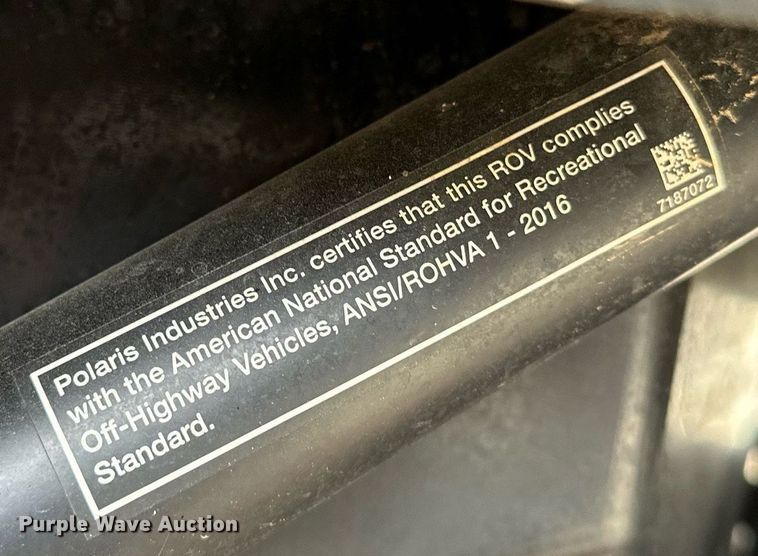 Polaris Industries Inc. certifies that this ROV complies
with the American National Standard for Recreational
Off-Highway Vehicles, ANSI/ROHVA 1 - 2016
Standard.
7187072
Purple Wave Auction